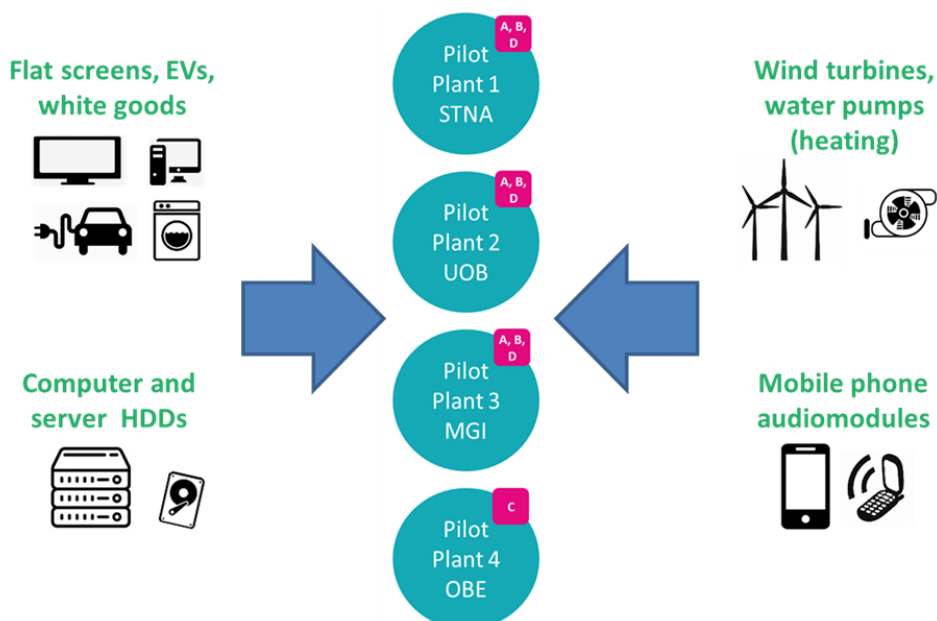 Flat screens, EVs,
white goods
Computer and
server HDDs
A, B,
D
Pilot
Plant 1
STNA
A, B,
D
Pilot
Plant 2
UOB
A, B,
D
Pilot
Plant 3
MGI
C
Pilot
Plant 4
OBE
Wind turbines,
water pumps
(heating)
Mobile phone
audiomodules